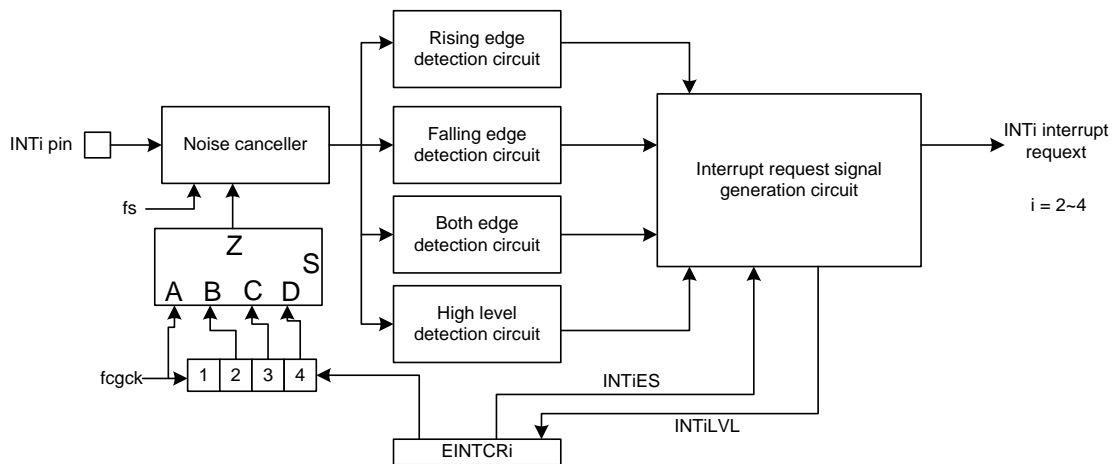 Rising edge
detection circuit
INTi pin
Noise canceller
Falling edge
detection circuit
Interrupt request signal
generation circuit
INTi interrupt
requext
i = 2~4
fs
Both edge
detection circuit
Z
S
A B C D
High level
detection circuit
fcgck
1 2 3 4
INTiES
INTiLVL
EINTCRi